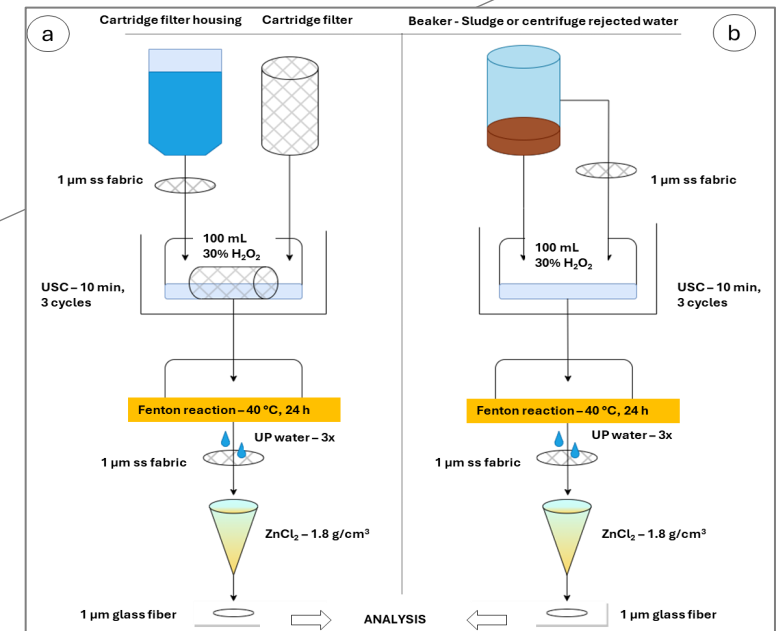 a
Cartridge filter housing
Cartridge filter
1 µm ss fabric
100 mL
30% H₂O₂
USC – 10 min,
3 cycles
Fenton reaction – 40 °C, 24 h
UP water – 3x
1 µm ss fabric
ZnCl₂ – 1.8 g/cm³
1 µm glass fiber
Beaker - Sludge or centrifuge rejected water
b
1 µm ss fabric
100 mL
30% H₂O₂
USC – 10 min,
3 cycles
Fenton reaction – 40 °C, 24 h
UP water – 3x
1 µm ss fabric
ZnCl₂ – 1.8 g/cm³
1 µm glass fiber
ANALYSIS